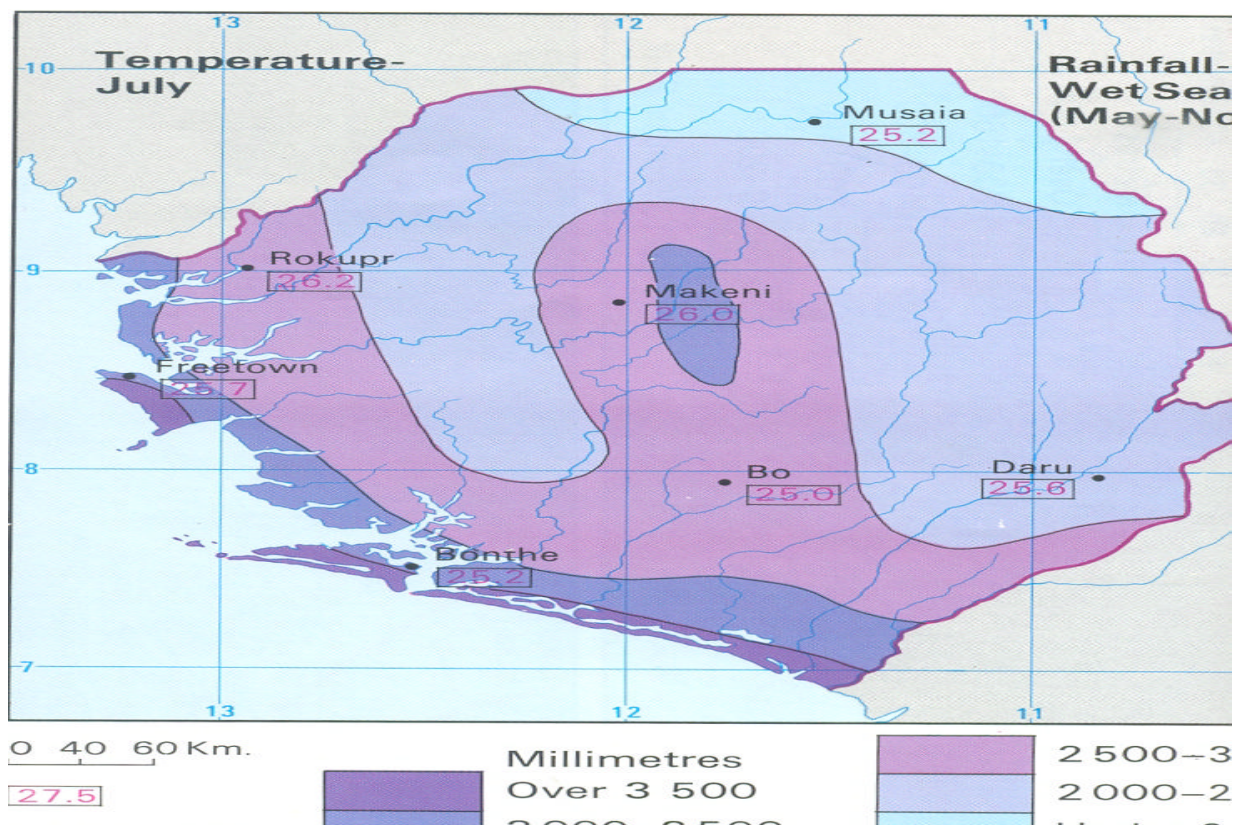 13 12 11
10
Temperature-
July
Rainfall-
Wet Sea
(May-No
Musaia
25.2
9
Rokupr
26.2
Makeni
26.0
Freetown
25.7
8
Bo
25.0
Daru
25.6
Bonthe
25.2
7
13 12 11
0 40 60 Km.
27.5
Millimetres
Over 3 500
2 500-3
2 000-2